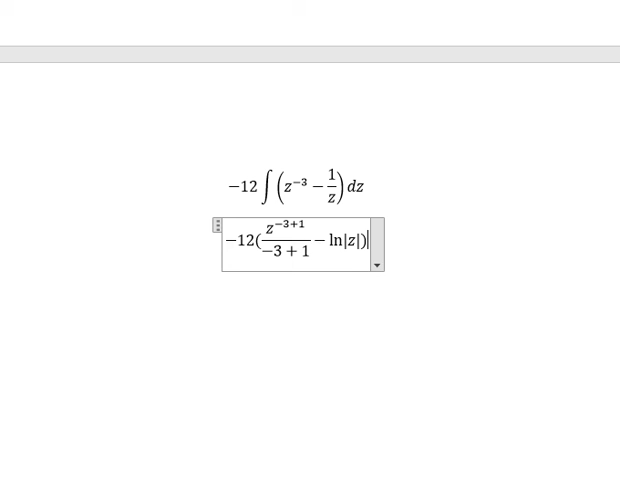 −12 ∫ (z⁻³ − 1/z) dz
−12(z⁻³⁺¹/(−3 + 1) − ln|z|)